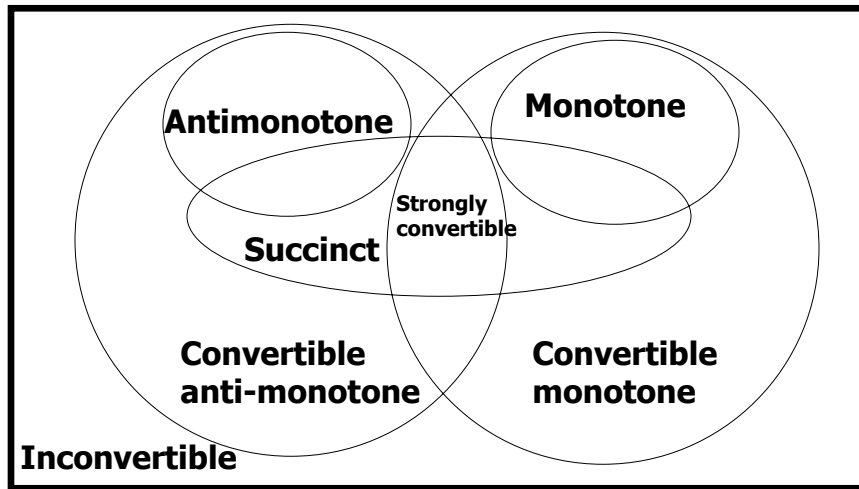 Antimonotone
Monotone
Strongly
convertible
Succinct
Convertible
anti-monotone
Convertible
monotone
Inconvertible